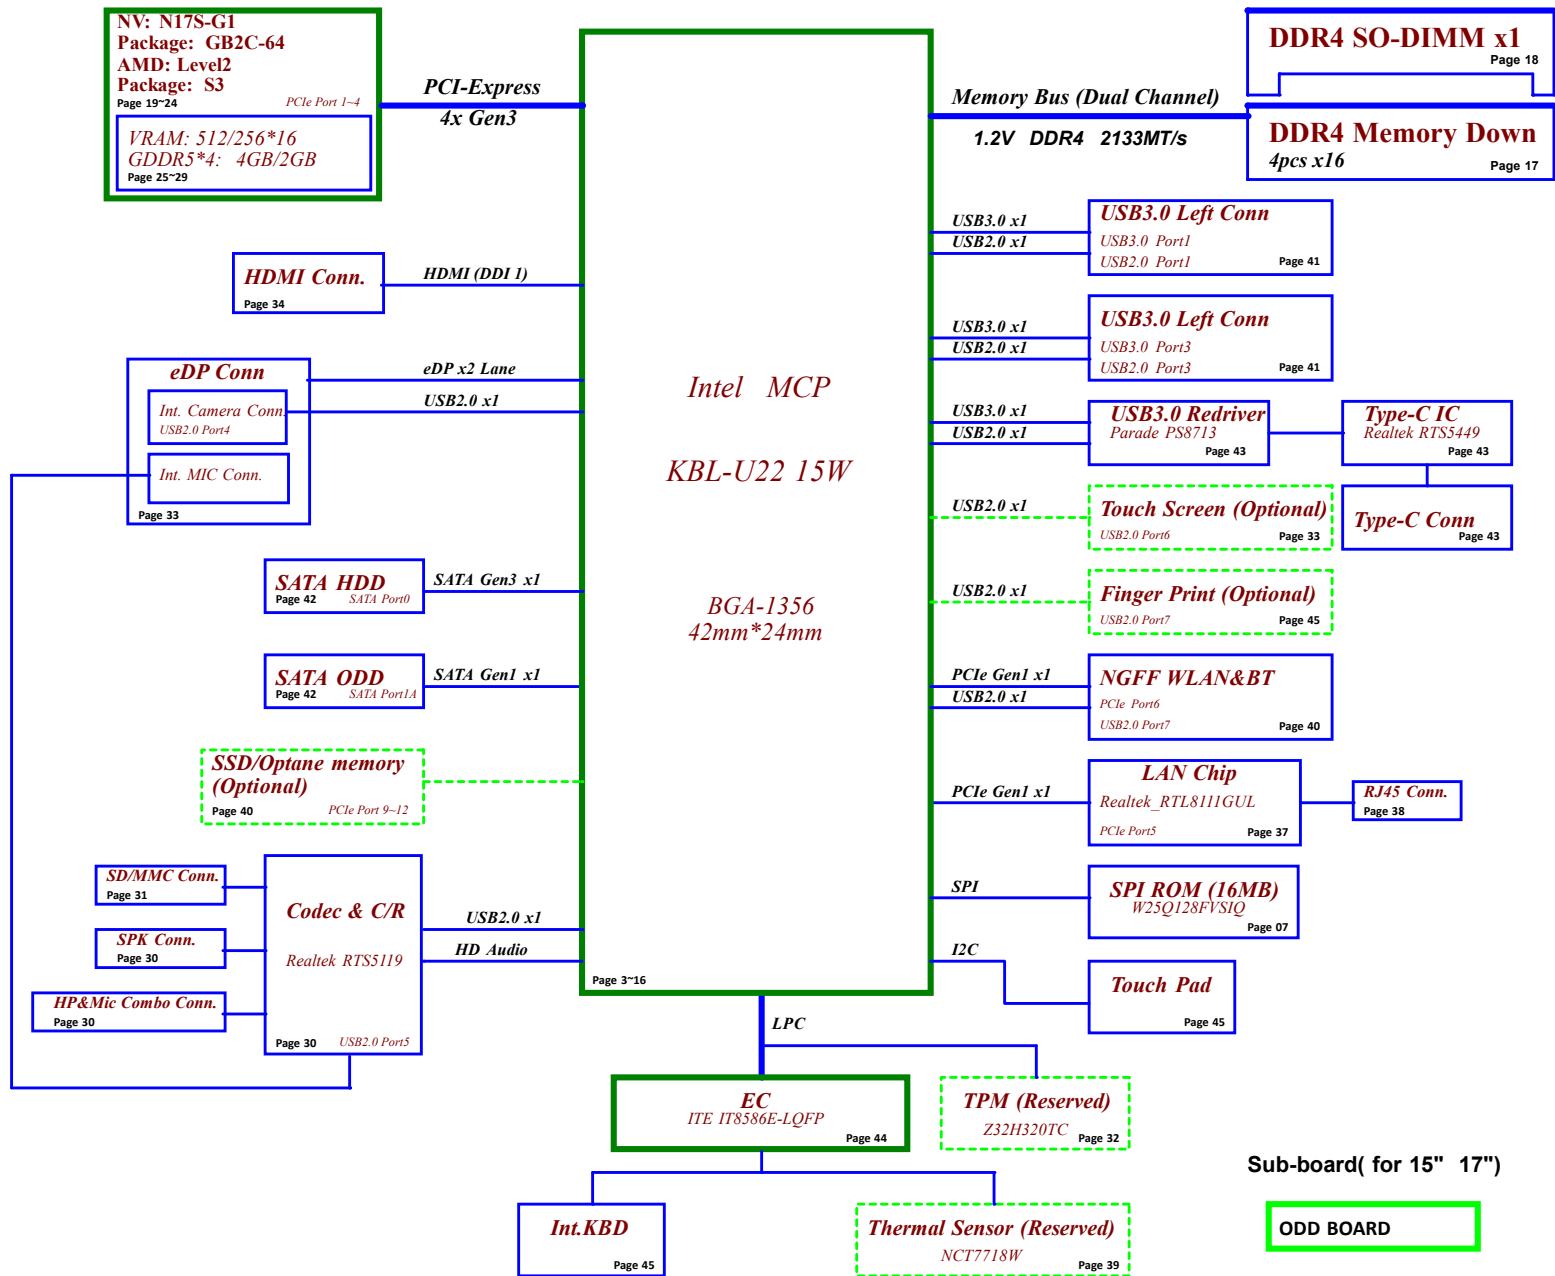 NV: N17S-G1
Package: GB2C-64
AMD: Level2
Package: S3
Page 19~24
PCIe Port 1~4
VRAM: 512/256*16
GDDR5*4: 4GB/2GB
Page 25~29
PCI-Express
4x Gen3
HDMI Conn.
Page 34
HDMI (DDI 1)
eDP Conn
Int. Camera Conn.
USB2.0 Port4
Int. MIC Conn.
Page 33
eDP x2 Lane
USB2.0 x1
SATA HDD
Page 42
SATA Port0
SATA Gen3 x1
SATA ODD
Page 42
SATA Port1A
SATA Gen1 x1
SSD/Optane memory
(Optional)
Page 40
PCIe Port 9~12
SD/MMC Conn.
Page 31
SPK Conn.
Page 30
HP&Mic Combo Conn.
Page 30
Codec & C/R
Realtek RTS5119
Page 30
USB2.0 Port5
USB2.0 x1
HD Audio
Intel MCP
KBL-U22 15W
BGA-1356
42mm*24mm
Page 3~16
Memory Bus (Dual Channel)
1.2V DDR4 2133MT/s
DDR4 SO-DIMM x1
Page 18
DDR4 Memory Down
4pcs x16
Page 17
USB3.0 x1
USB2.0 x1
USB3.0 Left Conn
USB3.0 Port1
USB2.0 Port1
Page 41
USB3.0 x1
USB2.0 x1
USB3.0 Left Conn
USB3.0 Port3
USB2.0 Port3
Page 41
USB3.0 x1
USB2.0 x1
USB3.0 Redriver
Parade PS8713
Page 43
Type-C IC
Realtek RTS5449
Page 43
Type-C Conn
Page 43
USB2.0 x1
Touch Screen (Optional)
USB2.0 Port6
Page 33
USB2.0 x1
Finger Print (Optional)
USB2.0 Port7
Page 45
PCIe Gen1 x1
USB2.0 x1
NGFF WLAN&BT
PCIe Port6
USB2.0 Port7
Page 40
PCIe Gen1 x1
LAN Chip
Realtek_RTL8111GUL
PCIe Port5
Page 37
RJ45 Conn.
Page 38
SPI
SPI ROM (16MB)
W25Q128FVSIQ
Page 07
I2C
Touch Pad
Page 45
LPC
EC
ITE IT8586E-LQFP
Page 44
TPM (Reserved)
Z32H320TC
Page 32
Int.KBD
Page 45
Thermal Sensor (Reserved)
NCT7718W
Page 39
Sub-board( for 15" 17")
ODD BOARD